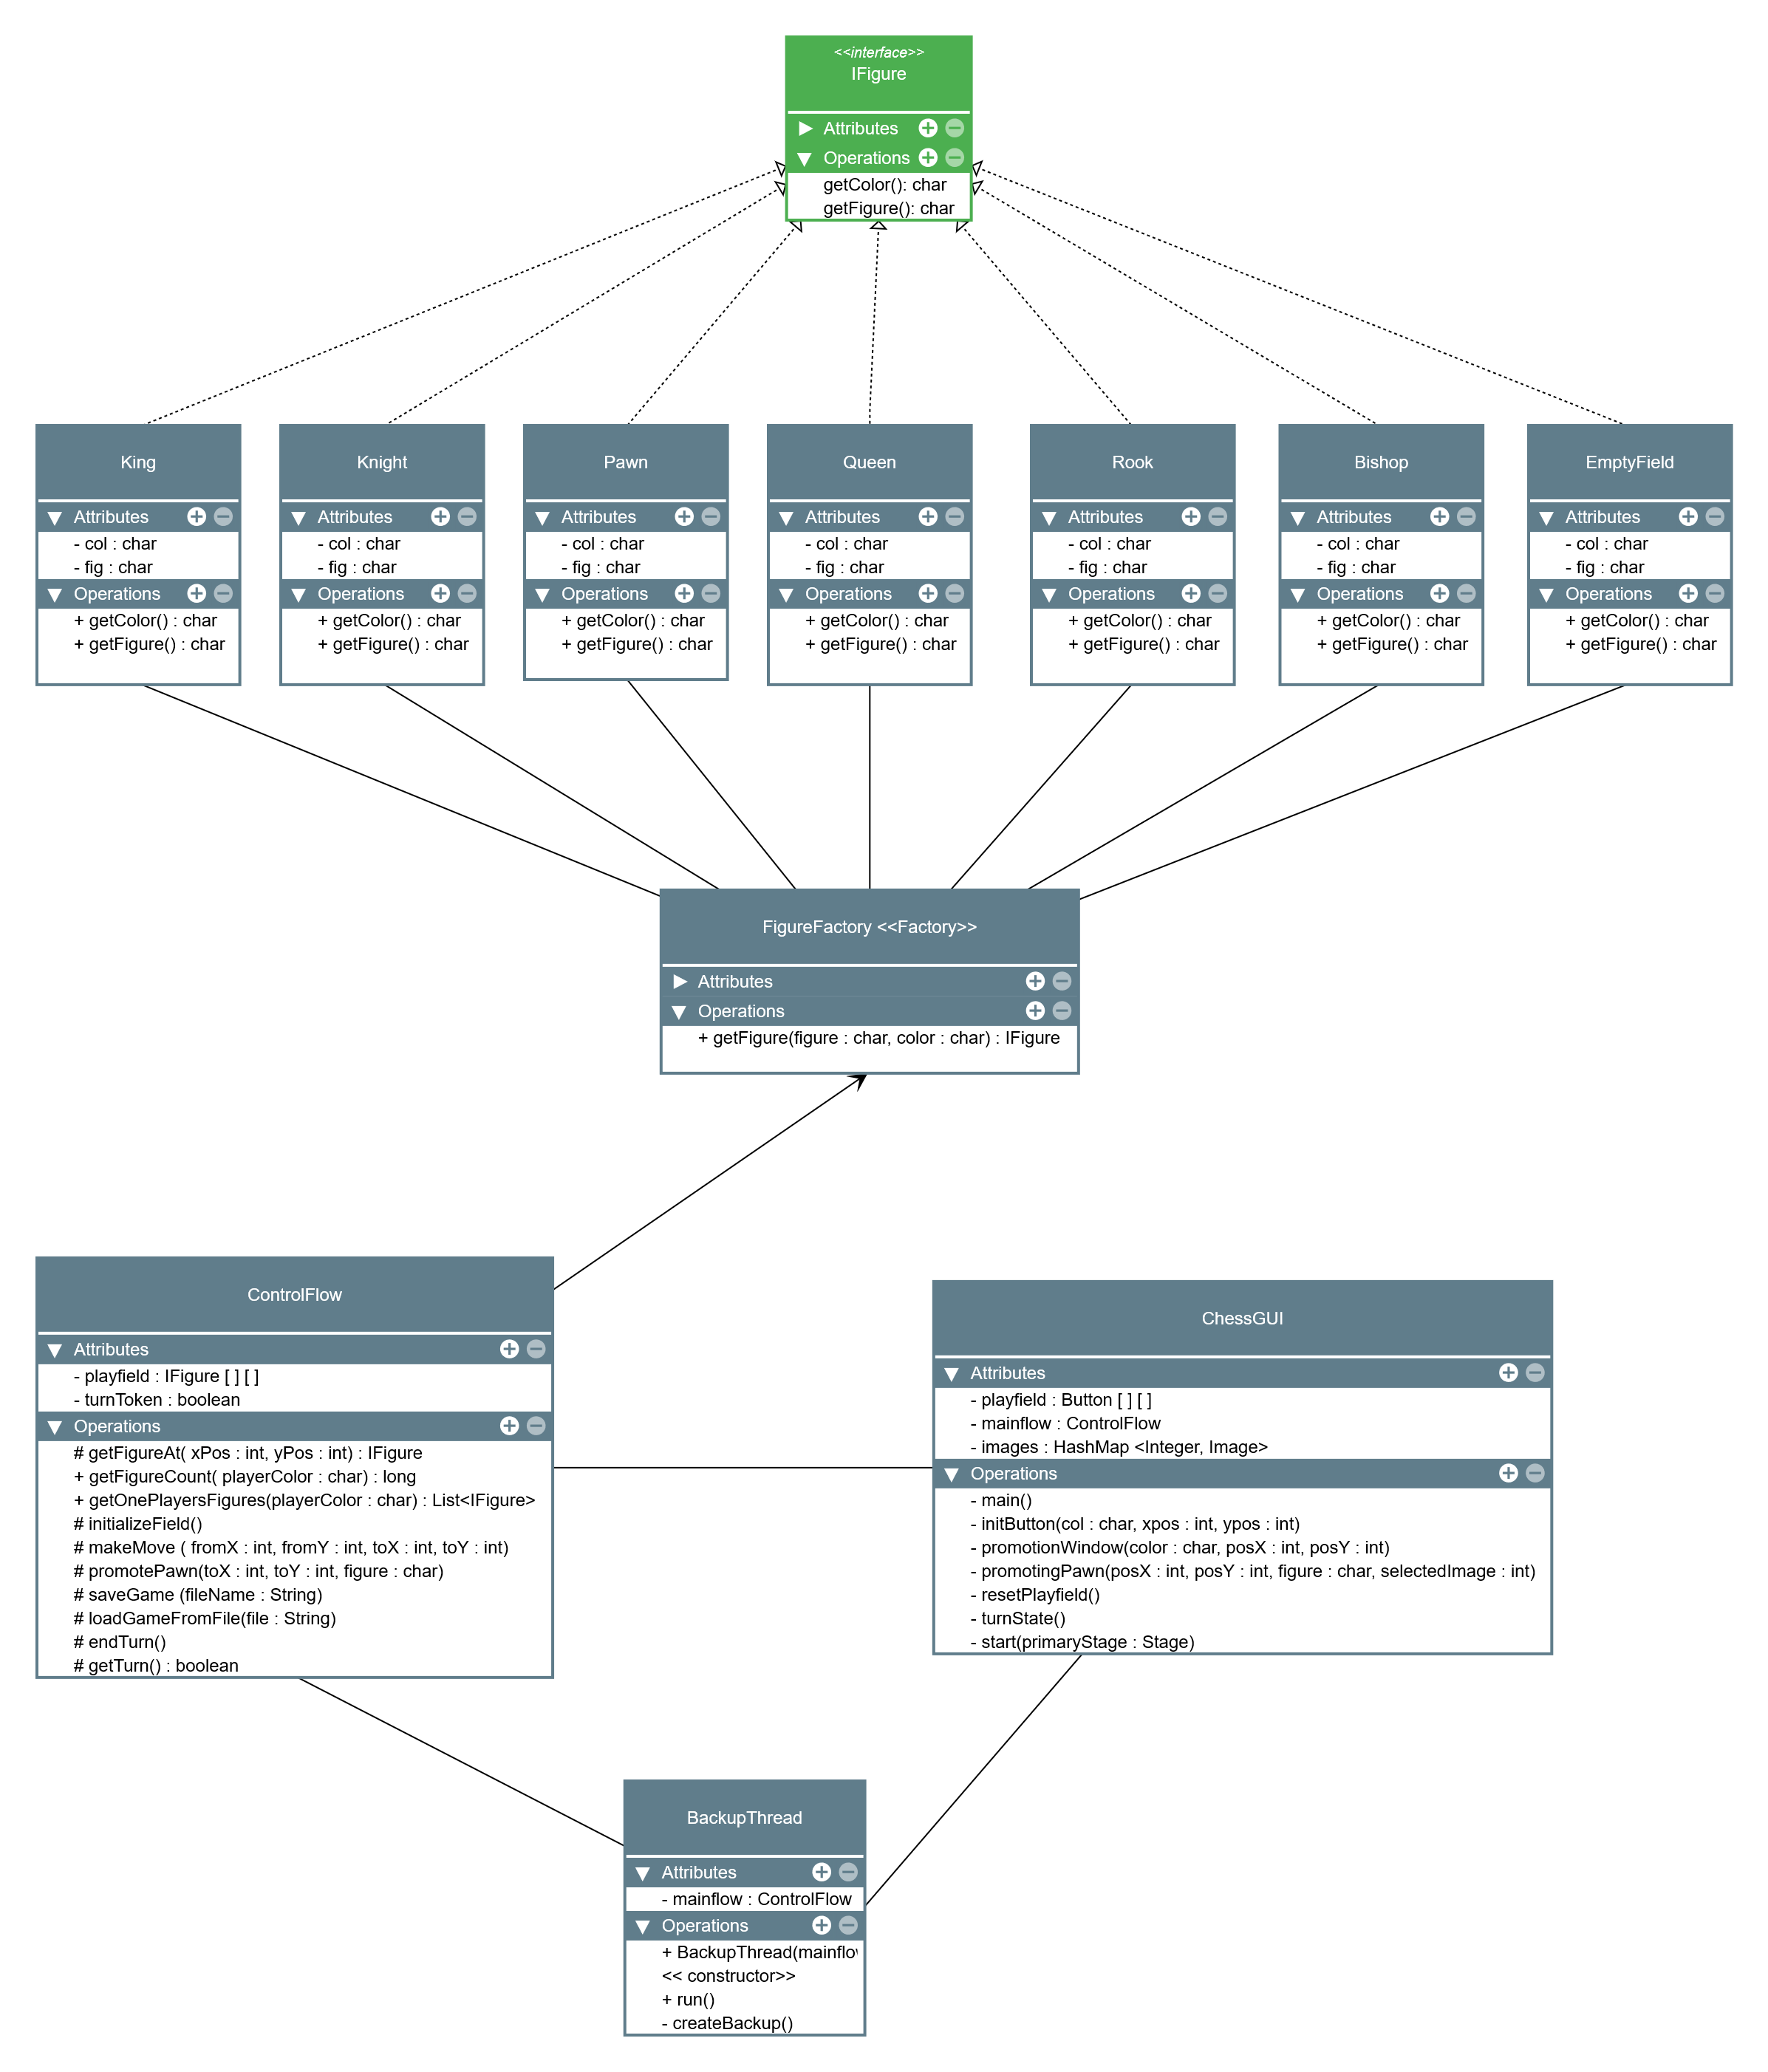 <<interface>>
IFigure
Attributes
Operations
getColor(): char
getFigure(): char
King
Attributes
- col : char
- fig : char
Operations
+ getColor() : char
+ getFigure() : char
Knight
Attributes
- col : char
- fig : char
Operations
+ getColor() : char
+ getFigure() : char
Pawn
Attributes
- col : char
- fig : char
Operations
+ getColor() : char
+ getFigure() : char
Queen
Attributes
- col : char
- fig : char
Operations
+ getColor() : char
+ getFigure() : char
Rook
Attributes
- col : char
- fig : char
Operations
+ getColor() : char
+ getFigure() : char
Bishop
Attributes
- col : char
- fig : char
Operations
+ getColor() : char
+ getFigure() : char
EmptyField
Attributes
- col : char
- fig : char
Operations
+ getColor() : char
+ getFigure() : char
FigureFactory <<Factory>>
Attributes
Operations
+ getFigure(figure : char, color : char) : IFigure
ControlFlow
Attributes
- playfield : IFigure [ ] [ ]
- turnToken : boolean
Operations
# getFigureAt( xPos : int, yPos : int) : IFigure
+ getFigureCount( playerColor : char) : long
+ getOnePlayersFigures(playerColor : char) : List<IFigure>
# initializeField()
# makeMove ( fromX : int, fromY : int, toX : int, toY : int)
# promotePawn(toX : int, toY : int, figure : char)
# saveGame (fileName : String)
# loadGameFromFile(file : String)
# endTurn()
# getTurn() : boolean
ChessGUI
Attributes
- playfield : Button [ ] [ ]
- mainflow : ControlFlow
- images : HashMap <Integer, Image>
Operations
- main()
- initButton(col : char, xpos : int, ypos : int)
- promotionWindow(color : char, posX : int, posY : int)
- promotingPawn(posX : int, posY : int, figure : char, selectedImage : int)
- resetPlayfield()
- turnState()
- start(primaryStage : Stage)
BackupThread
Attributes
- mainflow : ControlFlow
Operations
+ BackupThread(mainflow
<< constructor>>
+ run()
- createBackup()